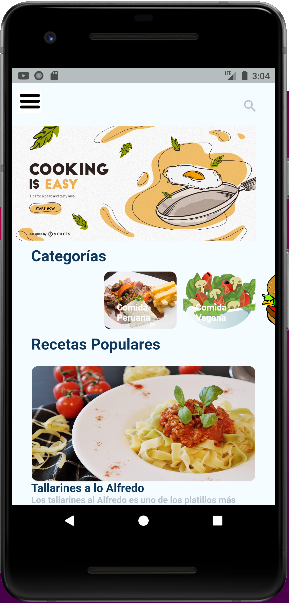 3:04
COOKING
IS EASY
Categorías
Comida
Peruana
Comida
Vegana
Recetas Populares
Tallarines a lo Alfredo
Los tallarines al Alfredo es uno de los platillos más